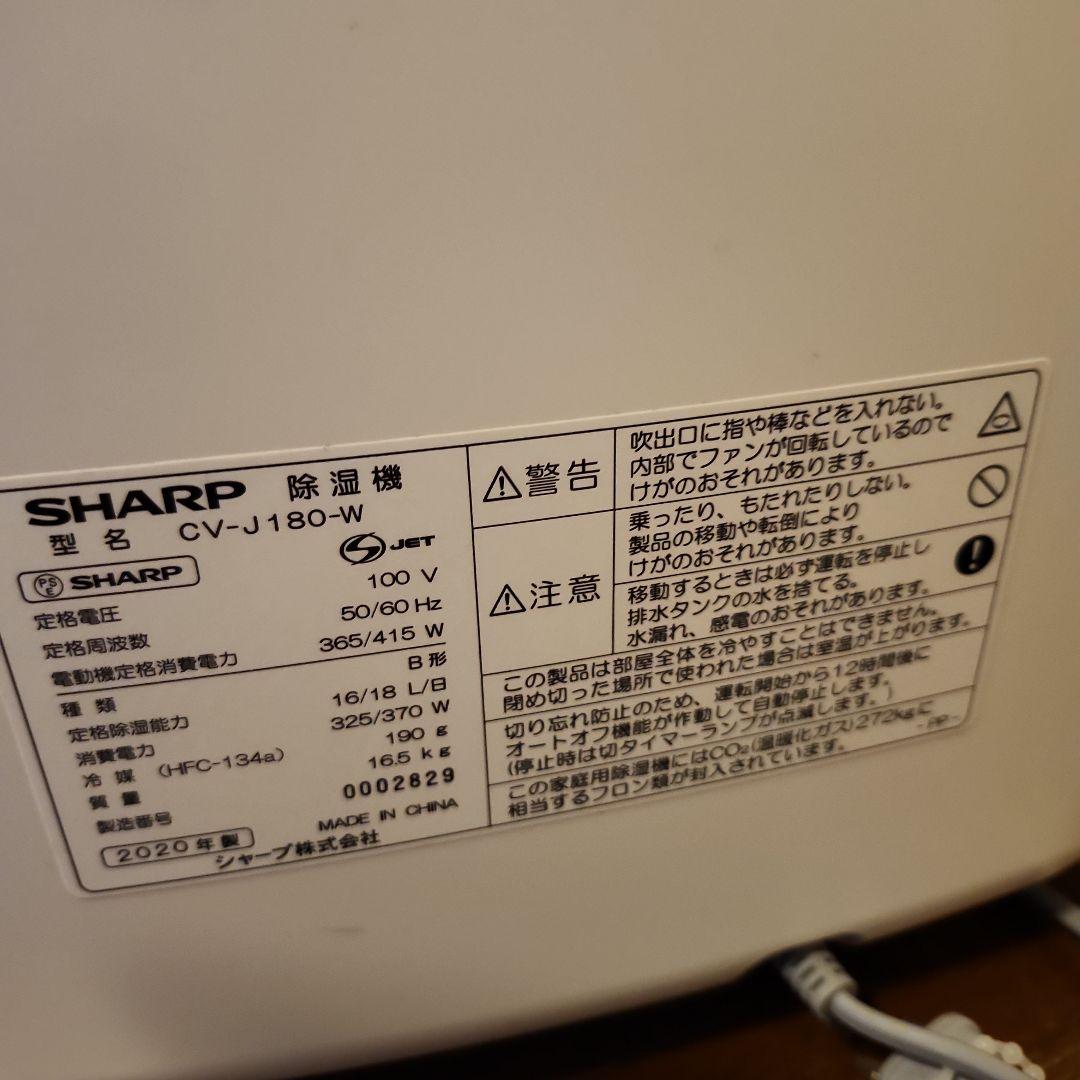 SHARP 除湿機
型名 CV-J180-W
PSE SHARP
S JET
定格電圧 100 V
定格周波数 50/60 Hz
電動機定格消費電力 365/415 W
種類 B形
定格除湿能力 16/18 L/日
消費電力 325/370 W
冷媒 (HFC-134a) 190 g
質量 16.5 kg
製造番号 0002829
2020年製 MADE IN CHINA
シャープ株式会社
警告
吹出口に指や棒などを入れない。
内部でファンが回転しているので
けがのおそれがあります。
注意
乗ったり、もたれたりしない。
製品の移動や転倒により
けがのおそれがあります。
移動するときは必ず運転を停止し
排水タンクの水を捨てる。
水漏れ、感電のおそれがあります。
この製品は部屋全体を冷やすことはできません。
閉め切った場所で使われた場合は室温が上がります。
切り忘れ防止のため、運転開始から12時間後に
オートオフ機能が作動して自動停止します。
(停止時は切タイマーランプが点滅します。)
この家庭用除湿機にはCO₂(温暖化ガス)272kgに
相当するフロン類が封入されています。 -PP-